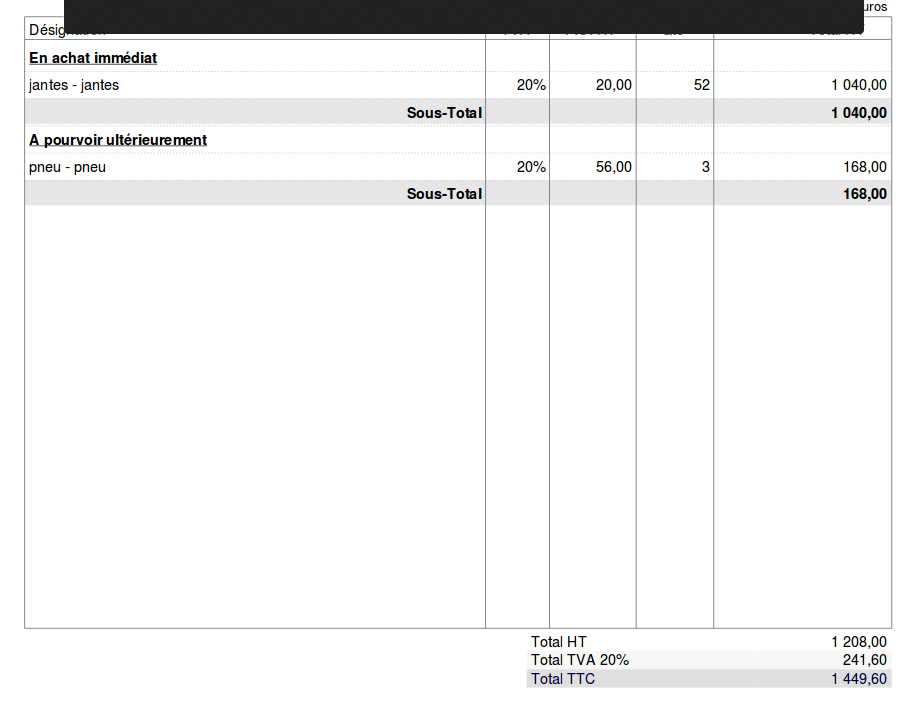 En achat immédiat
jantes - jantes 20% 20,00 52 1 040,00
Sous-Total 1 040,00
A pourvoir ultérieurement
pneu - pneu 20% 56,00 3 168,00
Sous-Total 168,00
Total HT 1 208,00
Total TVA 20% 241,60
Total TTC 1 449,60